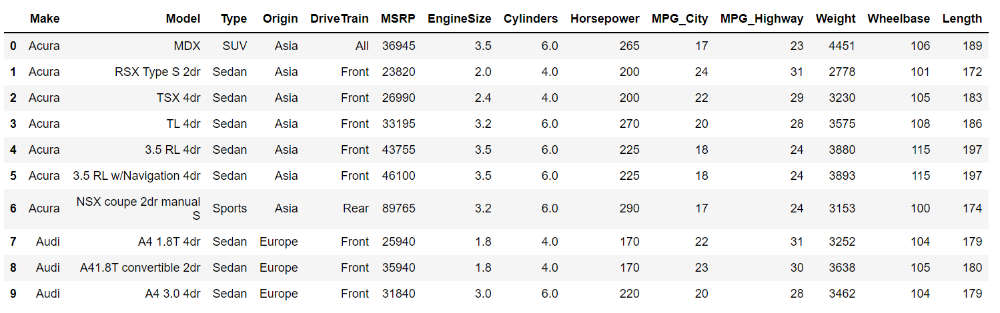 Make Model Type Origin DriveTrain MSRP EngineSize Cylinders Horsepower MPG_City MPG_Highway Weight Wheelbase Length
0 Acura MDX SUV Asia All 36945 3.5 6.0 265 17 23 4451 106 189
1 Acura RSX Type S 2dr Sedan Asia Front 23820 2.0 4.0 200 24 31 2778 101 172
2 Acura TSX 4dr Sedan Asia Front 26990 2.4 4.0 200 22 29 3230 105 183
3 Acura TL 4dr Sedan Asia Front 33195 3.2 6.0 270 20 28 3575 108 186
4 Acura 3.5 RL 4dr Sedan Asia Front 43755 3.5 6.0 225 18 24 3880 115 197
5 Acura 3.5 RL w/Navigation 4dr Sedan Asia Front 46100 3.5 6.0 225 18 24 3893 115 197
6 Acura NSX coupe 2dr manual S Sports Asia Rear 89765 3.2 6.0 290 17 24 3153 100 174
7 Audi A4 1.8T 4dr Sedan Europe Front 25940 1.8 4.0 170 22 31 3252 104 179
8 Audi A41.8T convertible 2dr Sedan Europe Front 35940 1.8 4.0 170 23 30 3638 105 180
9 Audi A4 3.0 4dr Sedan Europe Front 31840 3.0 6.0 220 20 28 3462 104 179